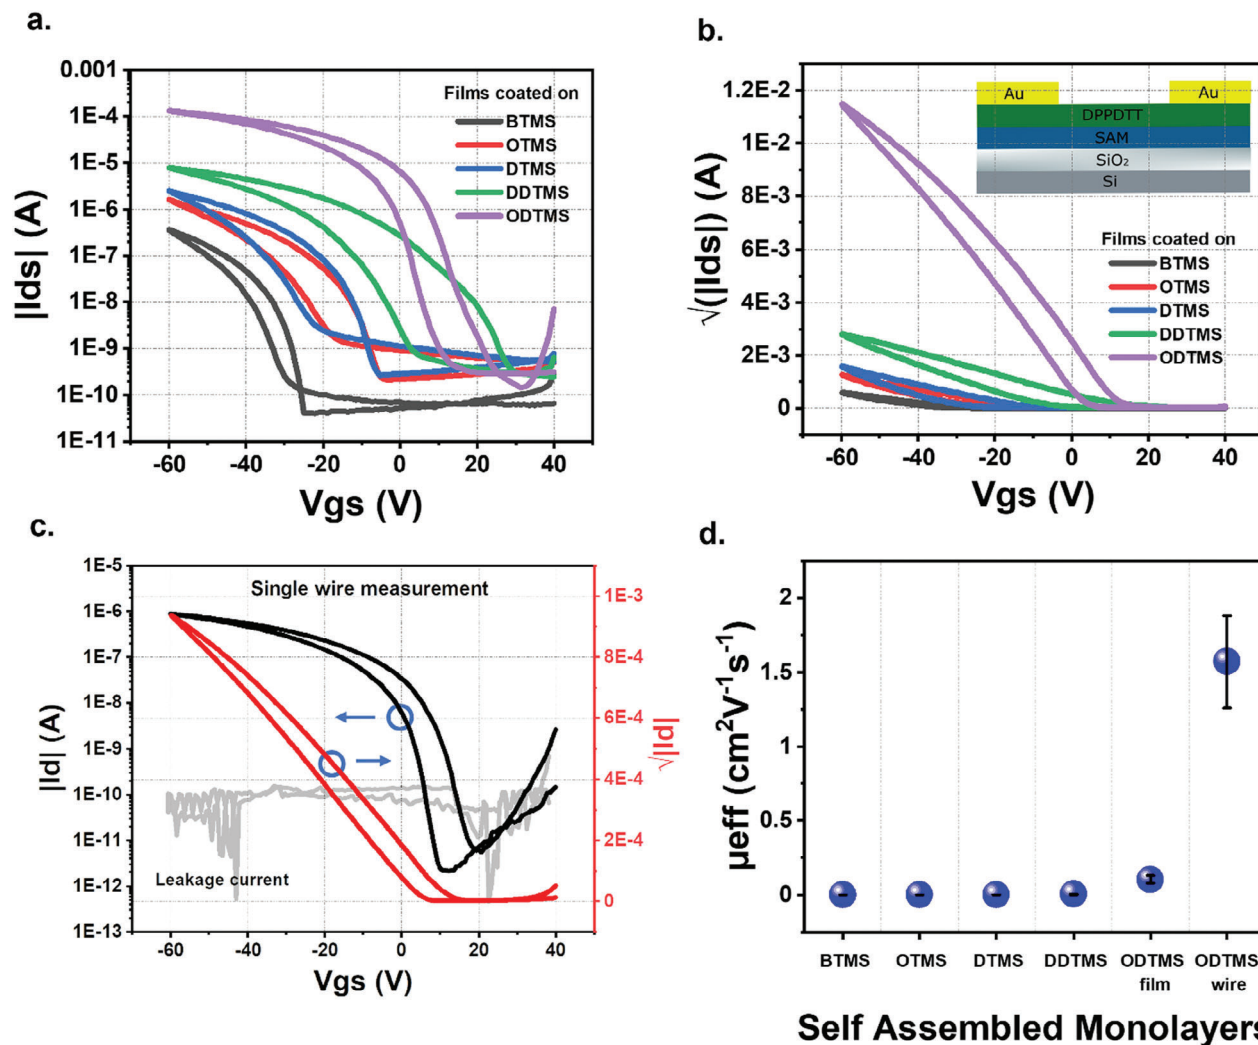 a.
0.001
1E-4
1E-5
1E-6
1E-7
1E-8
1E-9
1E-10
1E-11
|Ids| (A)
-60
-40
-20
0
20
40
Vgs (V)
Films coated on
BTMS
OTMS
DTMS
DDTMS
ODTMS
b.
1.2E-2
1E-2
8E-3
6E-3
4E-3
2E-3
0
√(|Ids|) (A)
-60
-40
-20
0
20
40
Vgs (V)
Au
Au
DPPDTT
SAM
SiO₂
Si
Films coated on
BTMS
OTMS
DTMS
DDTMS
ODTMS
c.
1E-5
1E-6
1E-7
1E-8
1E-9
1E-10
1E-11
1E-12
1E-13
|Id| (A)
Single wire measurement
Leakage current
1E-3
8E-4
6E-4
4E-4
2E-4
0
√|Id|
-60
-40
-20
0
20
40
Vgs (V)
d.
2
1.5
1
0.5
0
µeff (cm²V⁻¹s⁻¹)
BTMS
OTMS
DTMS
DDTMS
ODTMS
film
ODTMS
wire
Self Assembled Monolayers